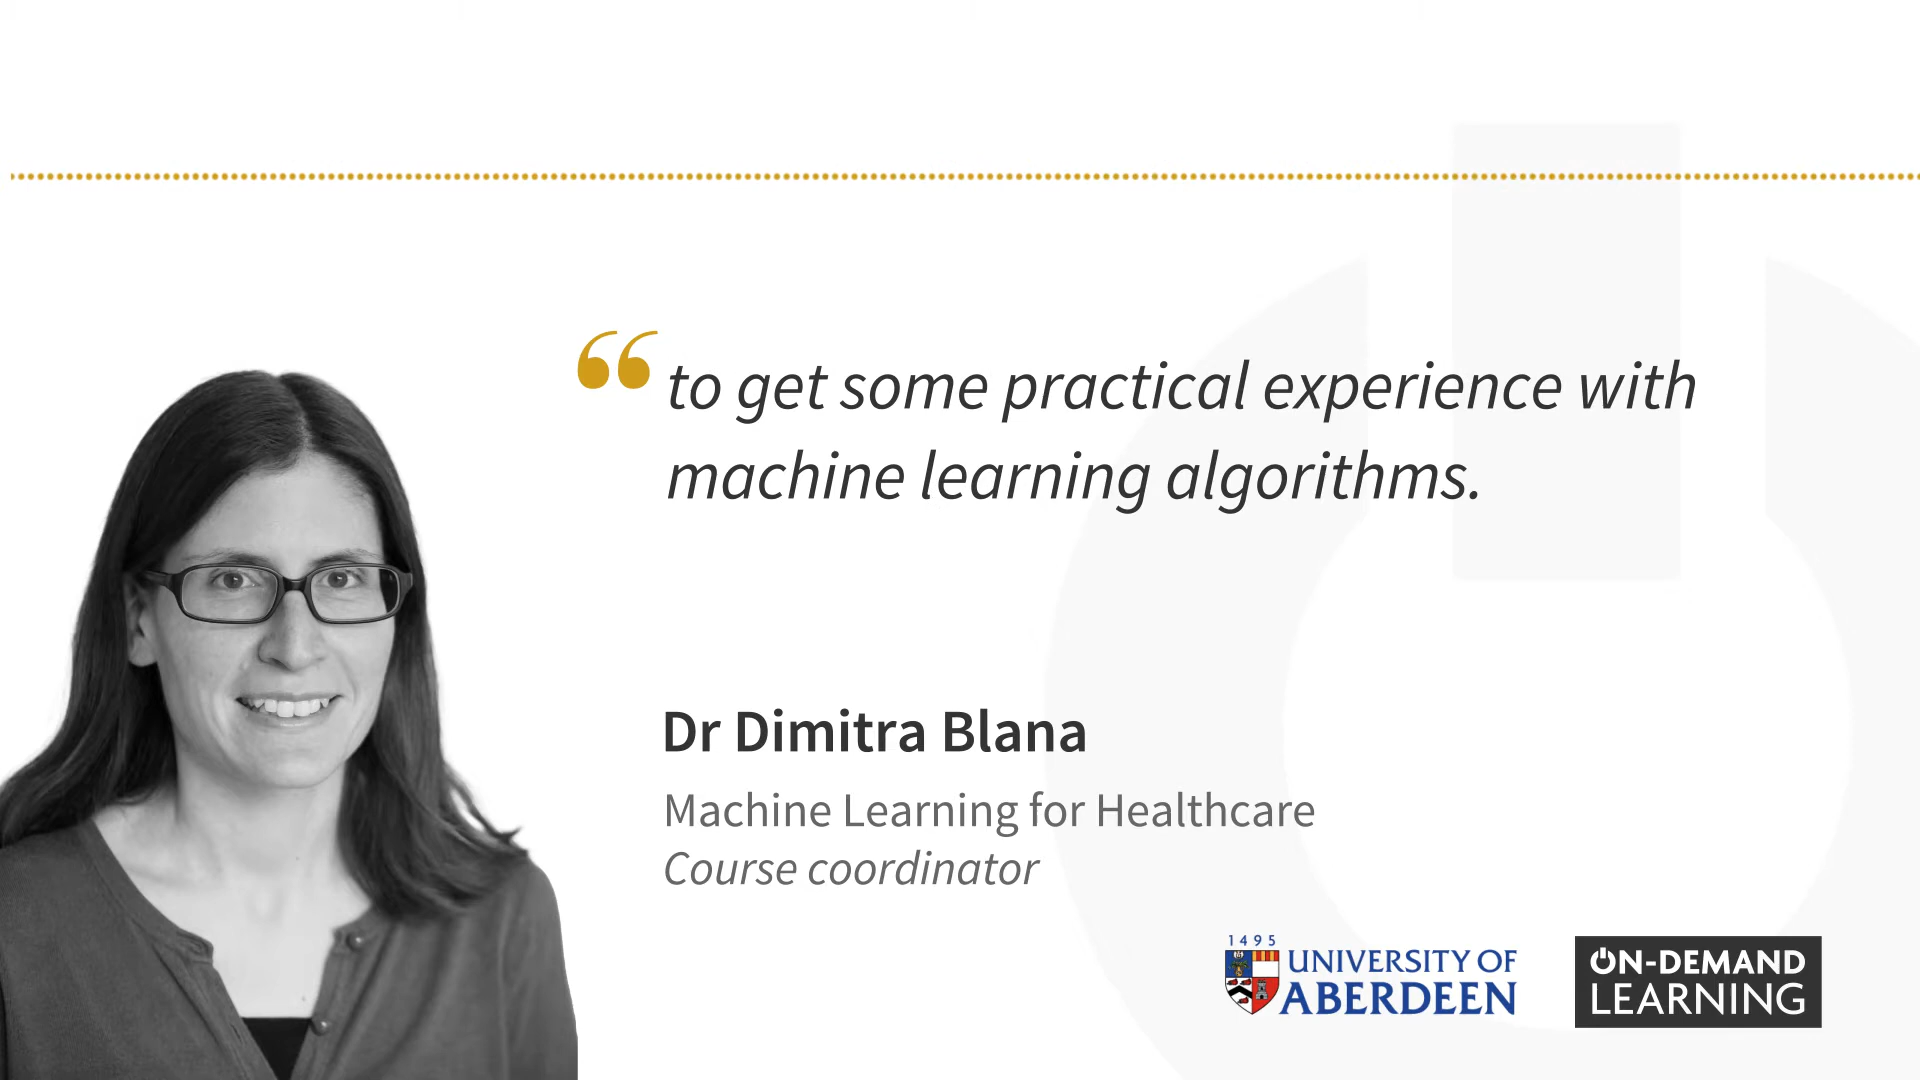 “to get some practical experience with
machine learning algorithms.
Dr Dimitra Blana
Machine Learning for Healthcare
Course coordinator
1495
UNIVERSITY OF
ABERDEEN
ON-DEMAND
LEARNING